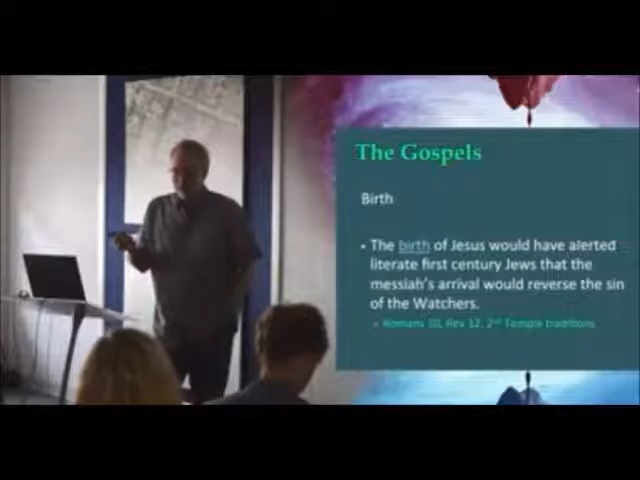 The Gospels
Birth
• The birth of Jesus would have alerted
literate first century Jews that the
messiah's arrival would reverse the sin
of the Watchers.
– Romans 10, Rev 12, 2nd Temple traditions